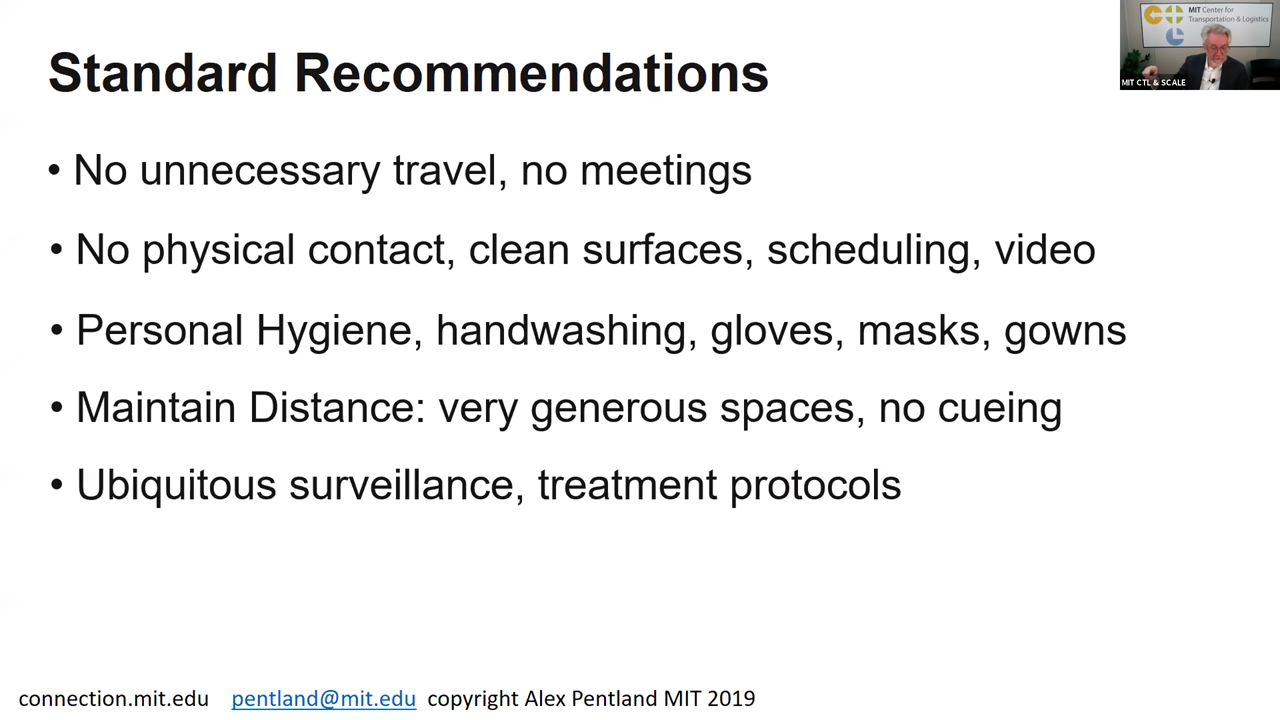 MIT Center for
Transportation & Logistics
MIT CTL & SCALE
Standard Recommendations
• No unnecessary travel, no meetings
• No physical contact, clean surfaces, scheduling, video
• Personal Hygiene, handwashing, gloves, masks, gowns
• Maintain Distance: very generous spaces, no cueing
• Ubiquitous surveillance, treatment protocols
connection.mit.edu pentland@mit.edu copyright Alex Pentland MIT 2019